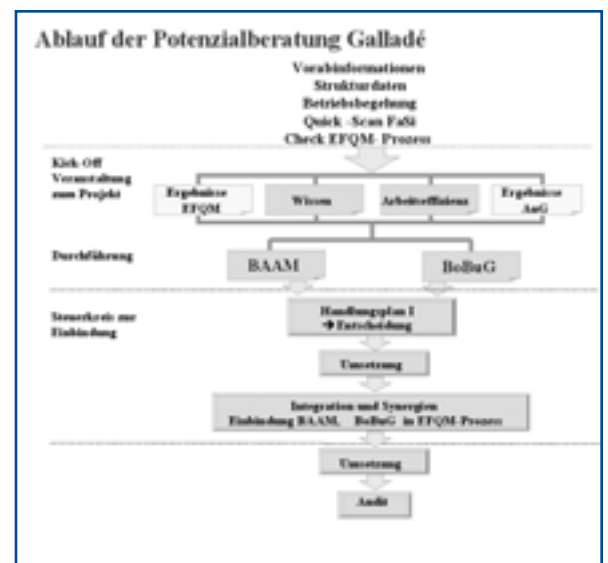 Ablauf der Potenzialberatung Galladé
Vorabinformationen
Strukturdaten
Betriebsbegehung
Quick -Scan FaSi
Check EFQM- Prozess
Kick-Off
Veranstaltung
zum Projekt
Ergebnisse
EFQM
Wissen
Arbeitseffizienz
Ergebnisse
AuG
Durchführung
BAAM
BoBuG
Steuerkreis zur
Einbindung
Handlungsplan I
→ Entscheidung
Umsetzung
Integration und Synergien
Einbindung BAAM, BoBuG in EFQM-Prozess
Umsetzung
Audit